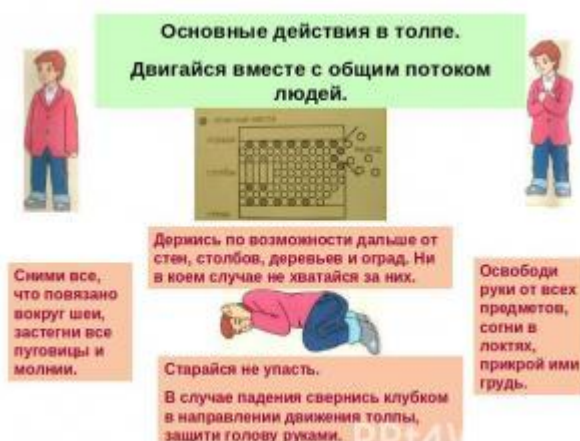 Основные действия в толпе.
Двигайся вместе с общим потоком
людей.
Держись по возможности дальше от
стен, столбов, деревьев и оград. Ни
в коем случае не хватайся за них.
Сними все,
что повязано
вокруг шеи,
застегни все
пуговицы и
молнии.
Освободи
руки от всех
предметов,
согни в
локтях,
прикрой ими
грудь.
Старайся не упасть.
В случае падения свернись клубком
в направлении движения толпы,
защити голову руками.